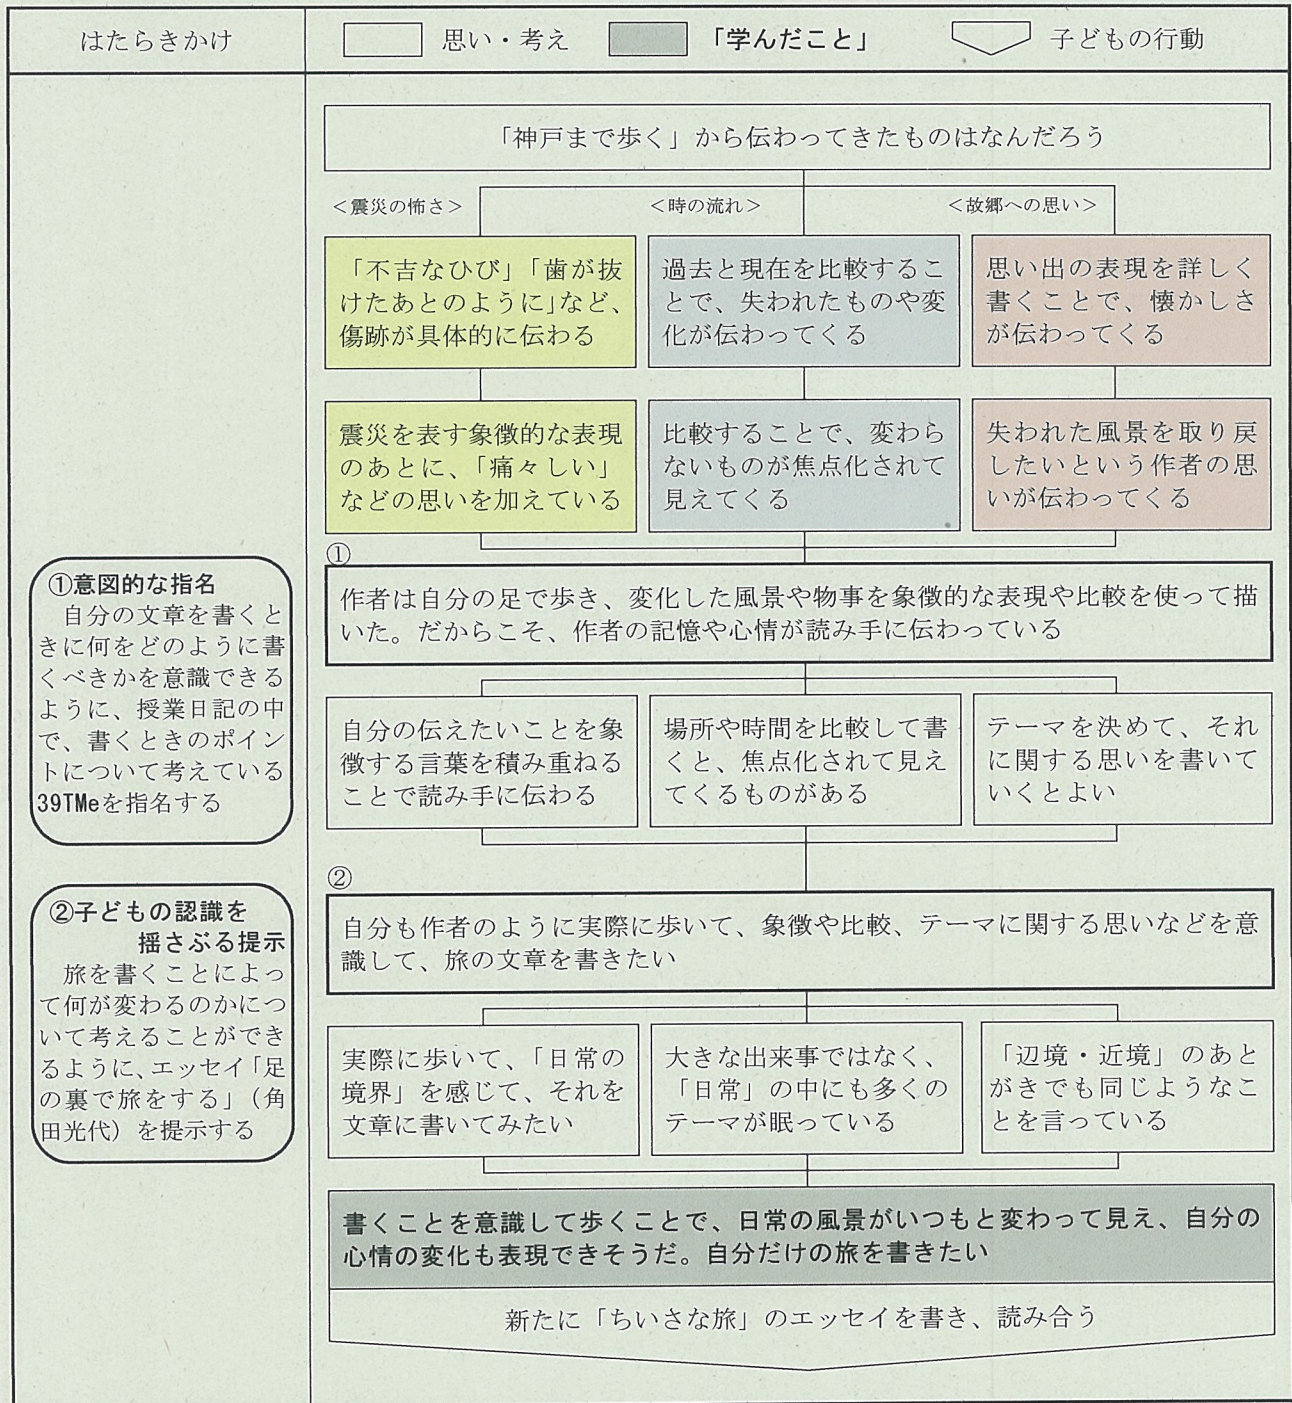 はたらきかけ
思い・考え
「学んだこと」
子どもの行動
「神戸まで歩く」から伝わってきたものはなんだろう
＜震災の怖さ＞
＜時の流れ＞
＜故郷への思い＞
「不吉なひび」「歯が抜
けたあとのように」など、
傷跡が具体的に伝わる
過去と現在を比較するこ
とで、失われたものや変
化が伝わってくる
思い出の表現を詳しく
書くことで、懐かしさ
が伝わってくる
震災を表す象徴的な表現
のあとに、「痛々しい」
などの思いを加えている
比較することで、変わら
ないものが焦点化されて
見えてくる
失われた風景を取り戻
したいという作者の思
いが伝わってくる
①
作者は自分の足で歩き、変化した風景や物事を象徴的な表現や比較を使って描
いた。だからこそ、作者の記憶や心情が読み手に伝わっている
①意図的な指名
自分の文章を書くと
きに何をどのように書
くべきかを意識できる
ように、授業日記の中
で、書くときのポイン
トについて考えている
39TMeを指名する
自分の伝えたいことを象
徴する言葉を積み重ねる
ことで読み手に伝わる
場所や時間を比較して書
くと、焦点化されて見え
てくるものがある
テーマを決めて、それ
に関する思いを書いて
いくとよい
②
自分も作者のように実際に歩いて、象徴や比較、テーマに関する思いなどを意
識して、旅の文章を書きたい
②子どもの認識を
揺さぶる提示
旅を書くことによっ
て何が変わるのかにつ
いて考えることができ
るように、エッセイ「足
の裏で旅をする」（角
田光代）を提示する
実際に歩いて、「日常の
境界」を感じて、それを
文章に書いてみたい
大きな出来事ではなく、
「日常」の中にも多くの
テーマが眠っている
「辺境・近境」のあと
がきでも同じようなこ
とを言っている
書くことを意識して歩くことで、日常の風景がいつもと変わって見え、自分の
心情の変化も表現できそうだ。自分だけの旅を書きたい
新たに「ちいさな旅」のエッセイを書き、読み合う